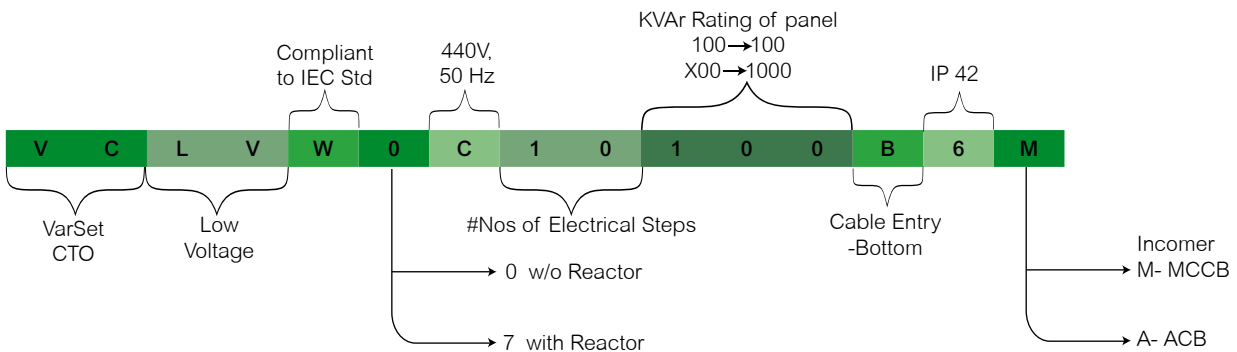 KVAr Rating of panel
100→100
X00→1000
Compliant
to IEC Std
440V,
50 Hz
IP 42
V C L V W 0 C 1 0 1 0 0 B 6 M
VarSet
CTO
Low
Voltage
#Nos of Electrical Steps
Cable Entry
-Bottom
0 w/o Reactor
7 with Reactor
Incomer
M- MCCB
A- ACB